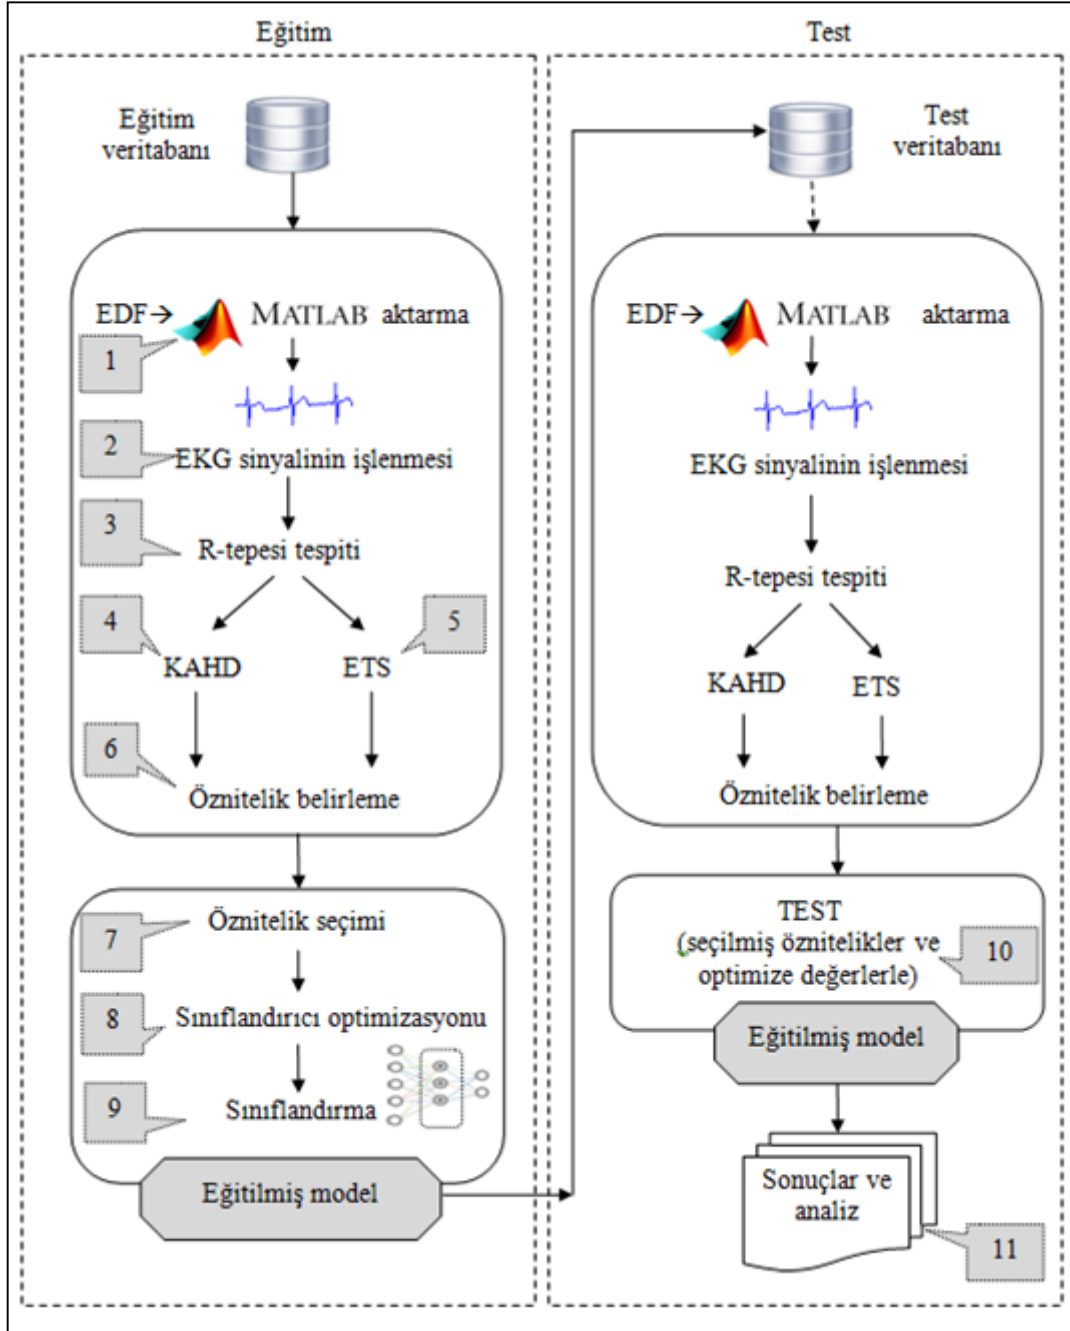 Eğitim
Eğitim
veritabanı
EDF→ MATLAB aktarma
1
2
EKG sinyalinin işlenmesi
3
R-tepesi tespiti
4
5
KAHD
ETS
6
Öznitelik belirleme
7
Öznitelik seçimi
8
Sınıflandırıcı optimizasyonu
9
Sınıflandırma
Eğitilmiş model
Test
Test
veritabanı
EDF→ MATLAB aktarma
EKG sinyalinin işlenmesi
R-tepesi tespiti
KAHD
ETS
Öznitelik belirleme
TEST
(seçilmiş öznitelikler ve
optimize değerlerle)
10
Eğitilmiş model
Sonuçlar ve
analiz
11